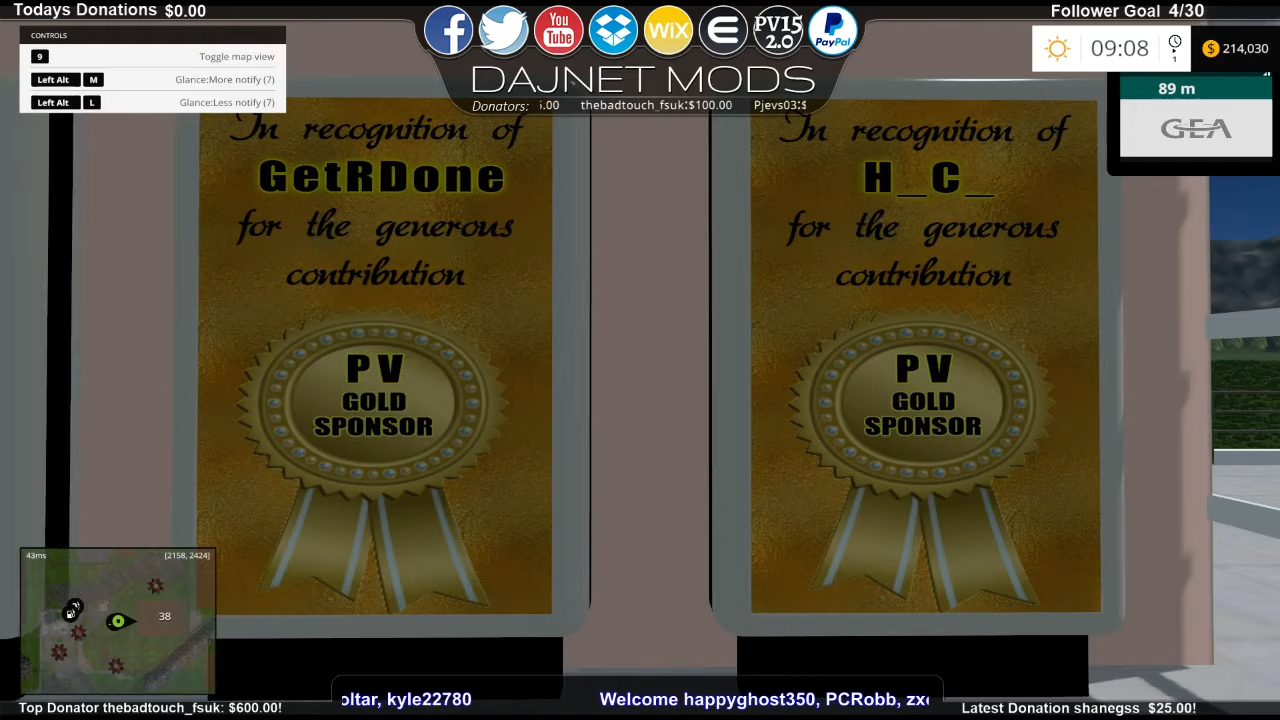 Todays Donations $0.00
CONTROLS
9 Toggle map view
Left Alt M Glance:More notify (7)
Left Alt L Glance:Less notify (7)
You Tube
WiX
PV15 2.0
PayPal
DAJNET MODS
Donators: .00 thebadtouch_fsuk:$100.00 Pjevs03:$
Follower Goal 4/30
09:08
1
214,030
89 m
GEA
In recognition of
GetRDone
for the generous
contribution
PV
GOLD
SPONSOR
In recognition of
H_C_
for the generous
contribution
PV
GOLD
SPONSOR
43ms [2158, 2424]
38
oltar, kyle22780 Welcome happyghost350, PCRobb, zx
Top Donator thebadtouch_fsuk: $600.00!
Latest Donation shanegss $25.00!